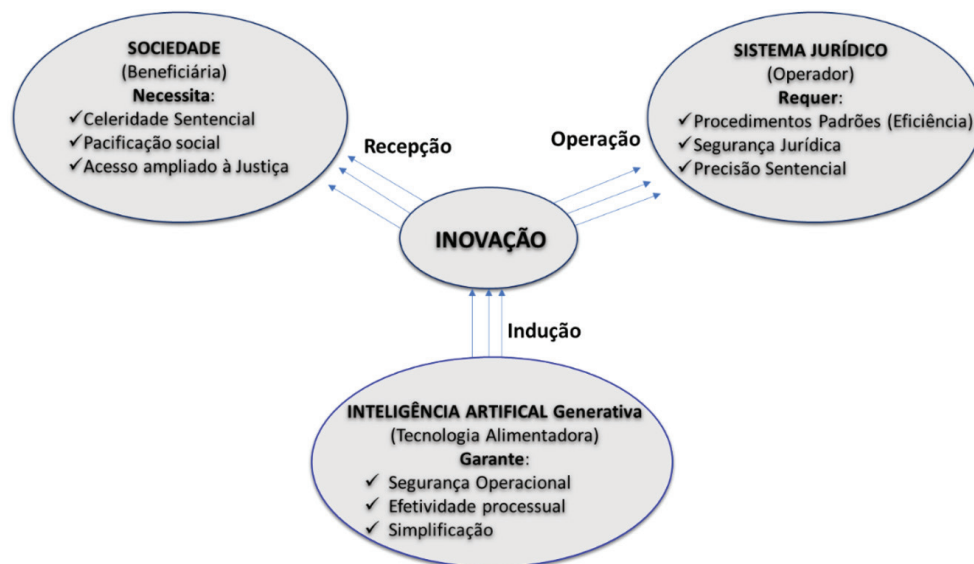 SOCIEDADE
(Beneficiária)
Necessita:
✓Celeridade Sentencial
✓Pacificação social
✓Acesso ampliado à Justiça
SISTEMA JURÍDICO
(Operador)
Requer:
✓Procedimentos Padrões (Eficiência)
✓Segurança Jurídica
✓Precisão Sentencial
Recepção
Operação
INOVAÇÃO
Indução
INTELIGÊNCIA ARTIFICAL Generativa
(Tecnologia Alimentadora)
Garante:
✓ Segurança Operacional
✓ Efetividade processual
✓ Simplificação